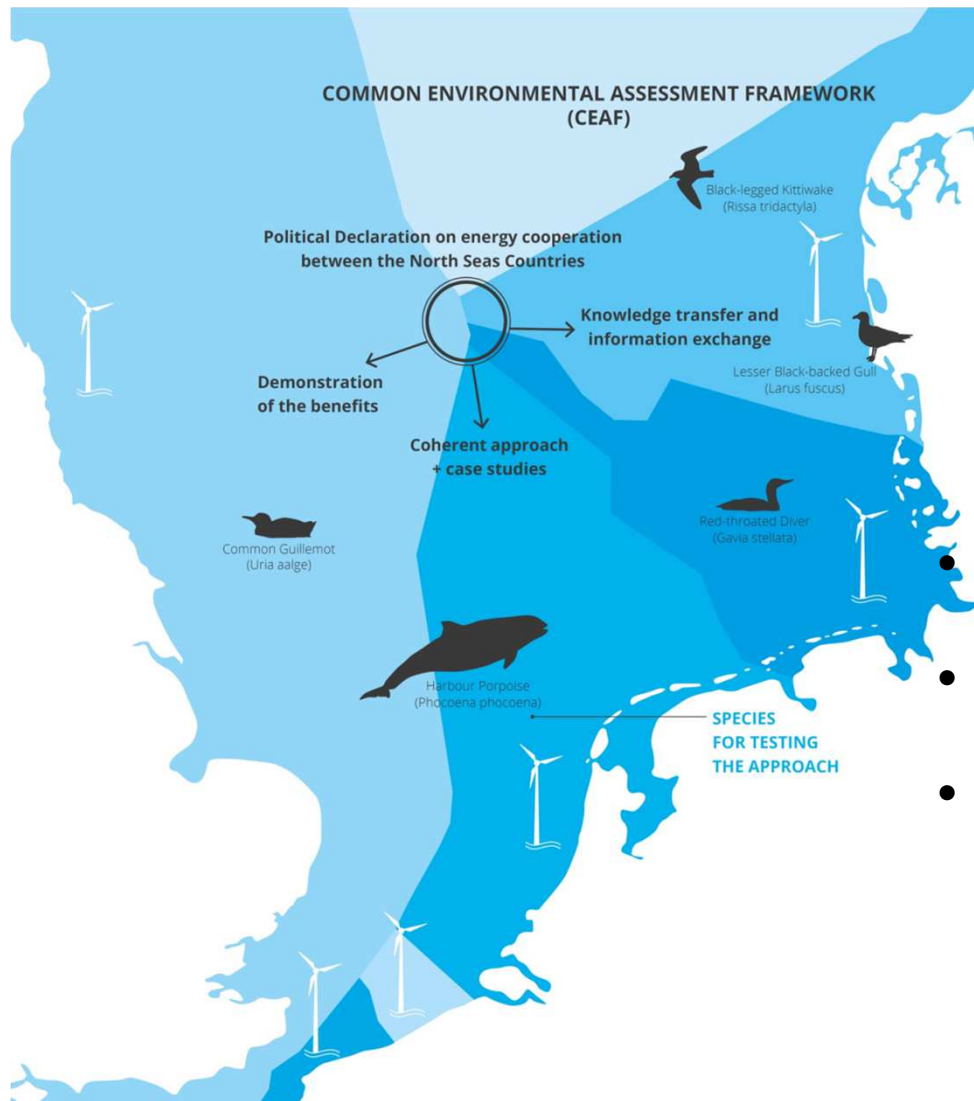 COMMON ENVIRONMENTAL ASSESSMENT FRAMEWORK
(CEAF)
Black-legged Kittiwake
(Rissa tridactyla)
Political Declaration on energy cooperation
between the North Seas Countries
Knowledge transfer and
information exchange
Lesser Black-backed Gull
(Larus fuscus)
Demonstration
of the benefits
Coherent approach
+ case studies
Red-throated Diver
(Gavia stellata)
Common Guillemot
(Uria aalge)
Harbour Porpoise
(Phocoena phocoena)
SPECIES
FOR TESTING
THE APPROACH